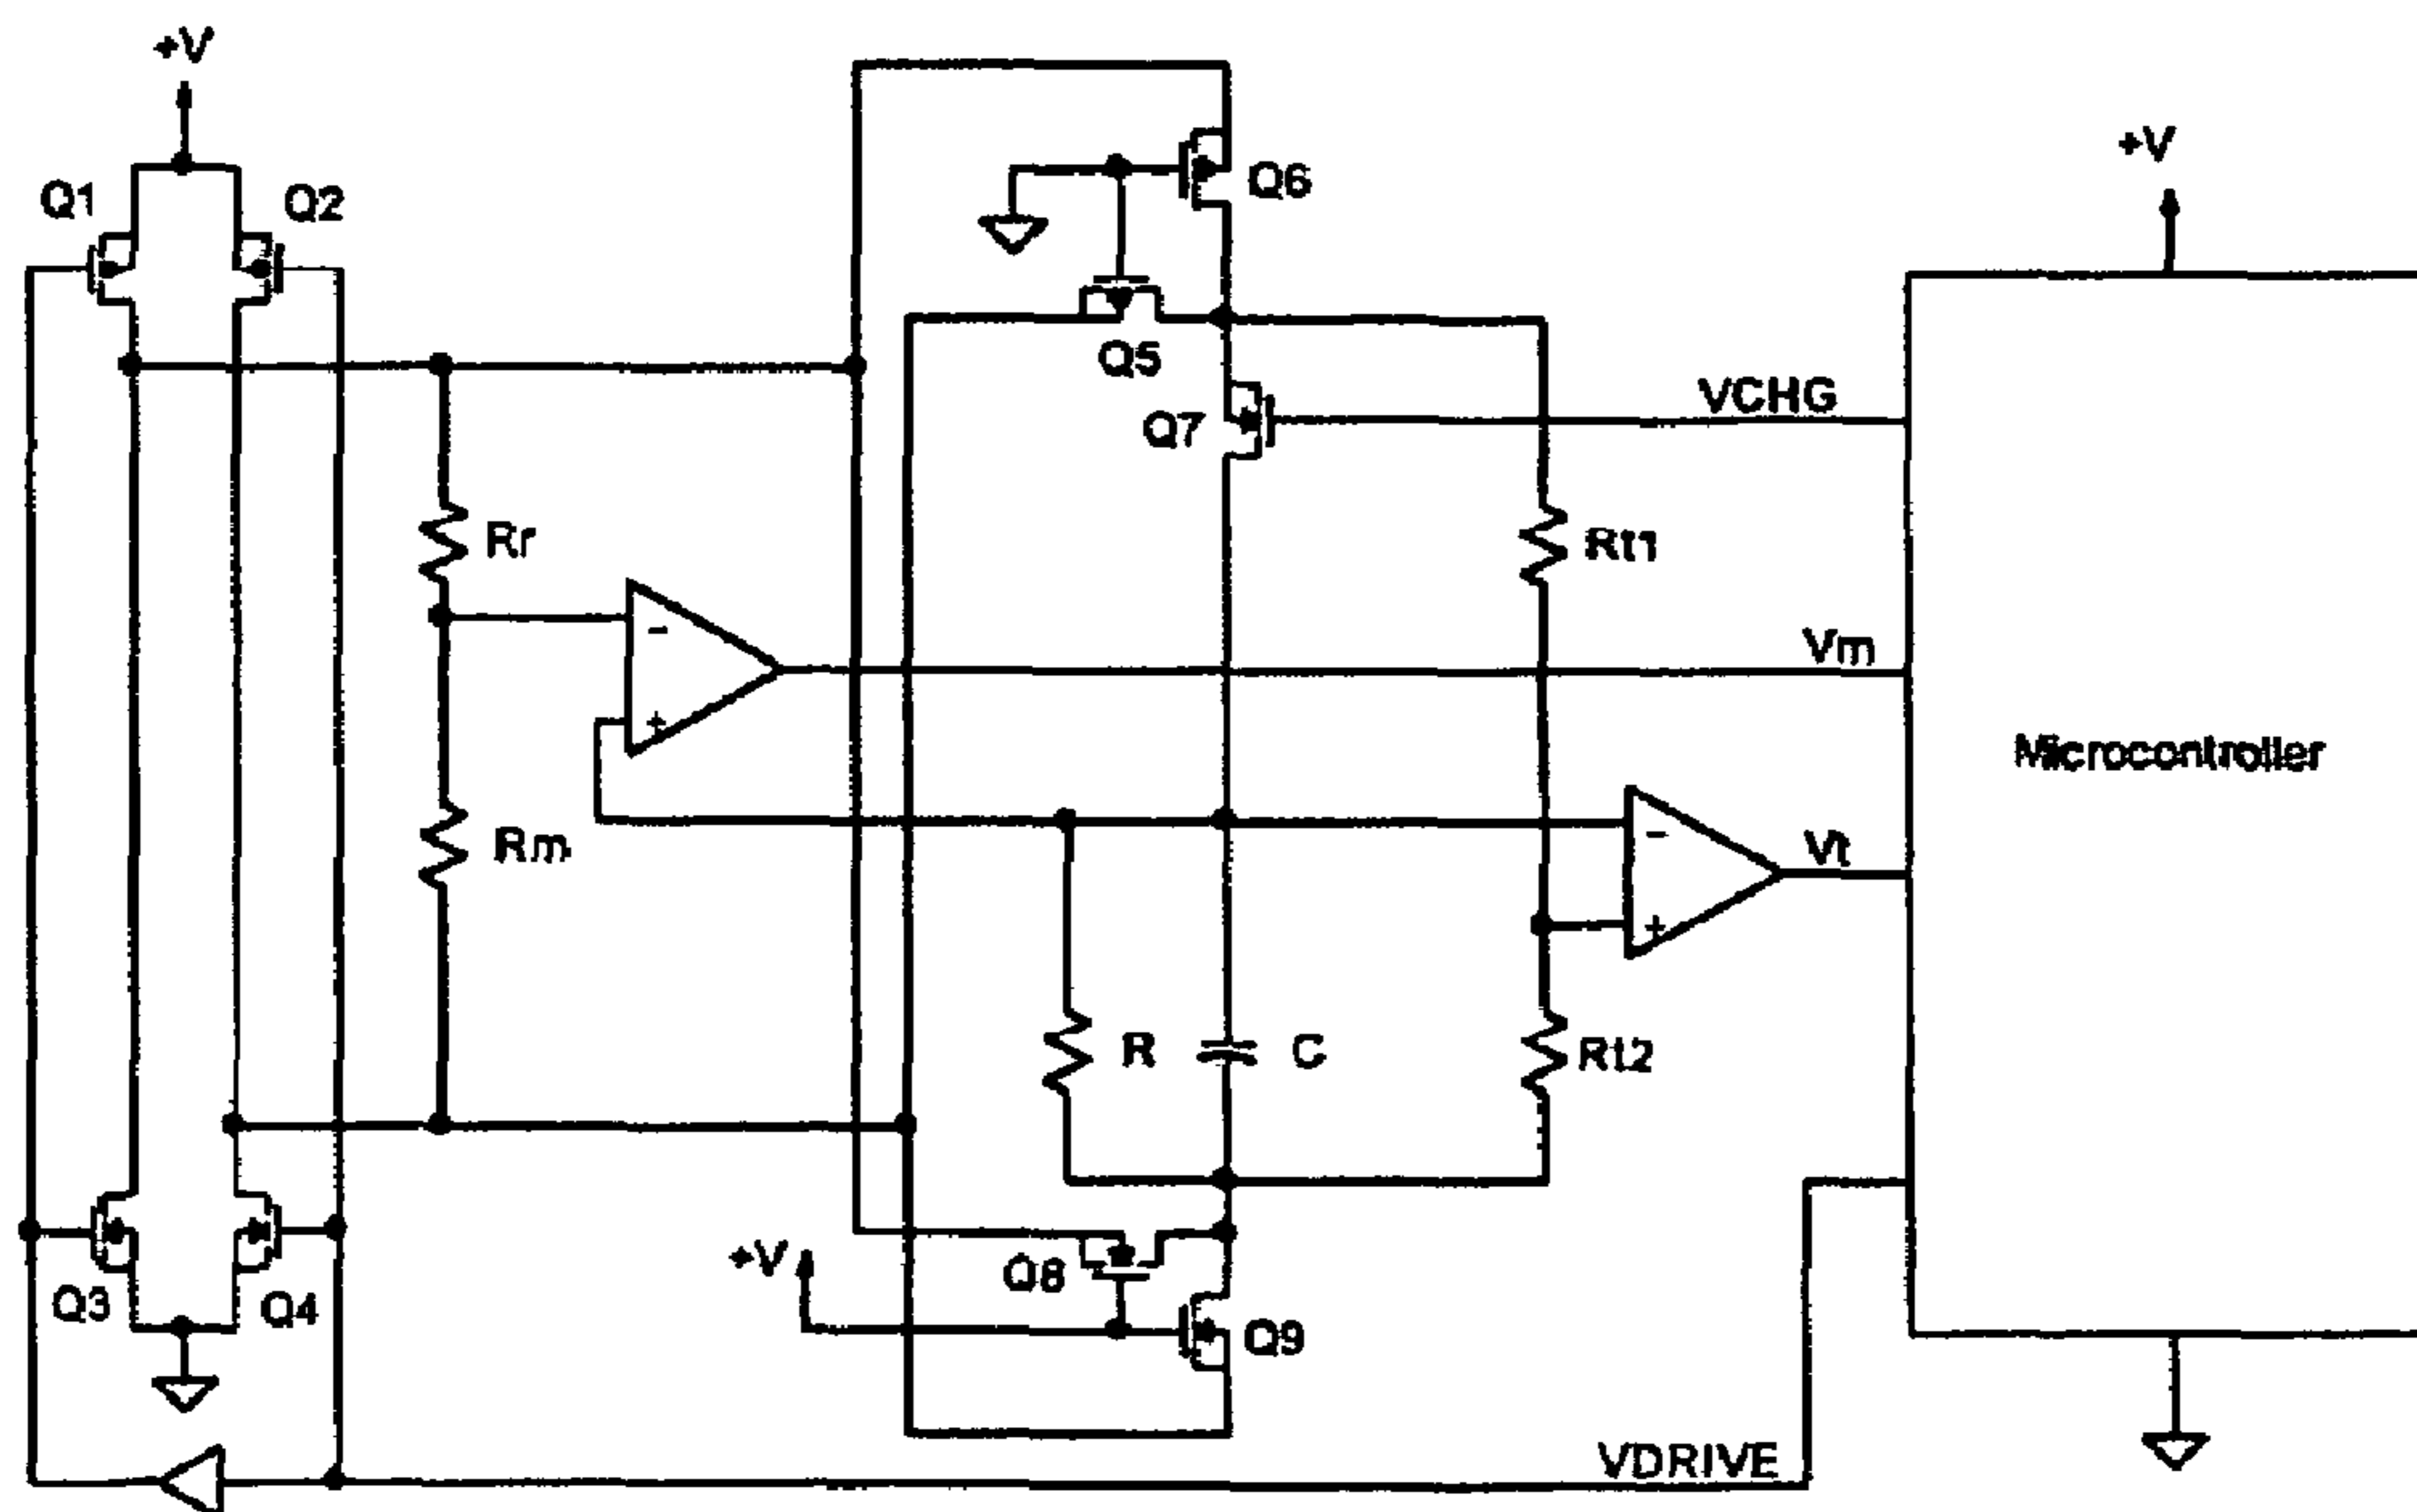 +V
+V
Q1
Q2
Q6
Q5
VCHG
Q7
Rr
Rt1
-
Vm
+
Microcontroller
Rm
-
Vt
+
R
C
Rt2
+V
Q8
Q3
Q4
Q9
VDRIVE